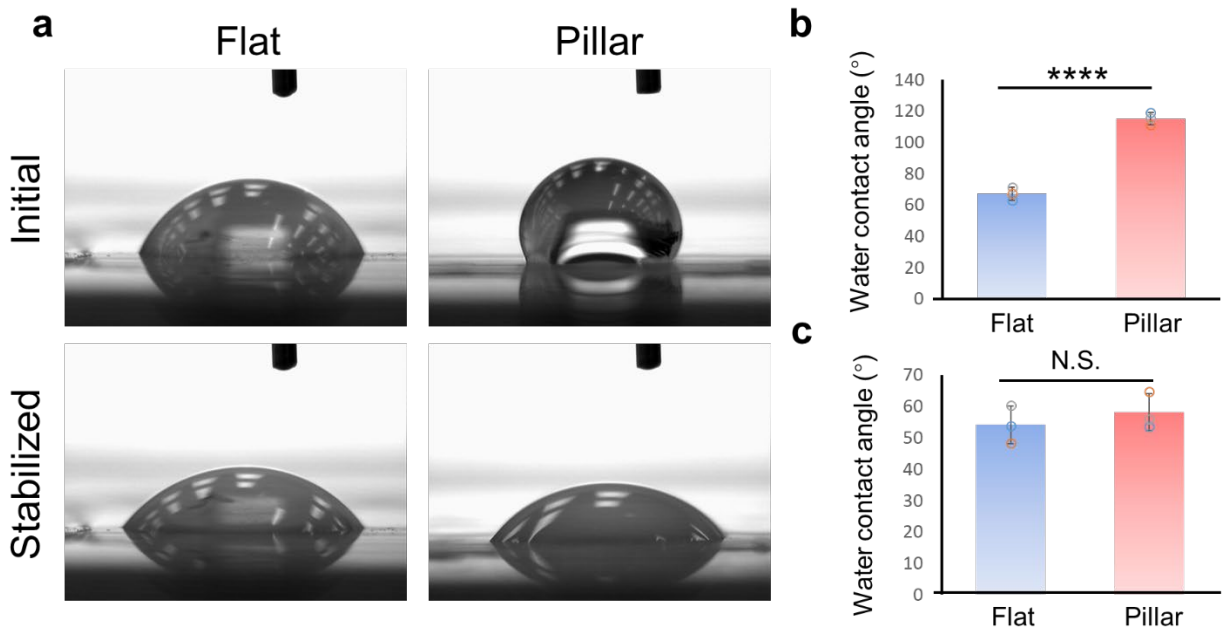 a
Flat
Pillar
Initial
Stabilized
b
Water contact angle (°)
140
120
100
80
60
40
20
0
****
Flat
Pillar
c
Water contact angle (°)
70
60
50
40
30
20
10
0
N.S.
Flat
Pillar